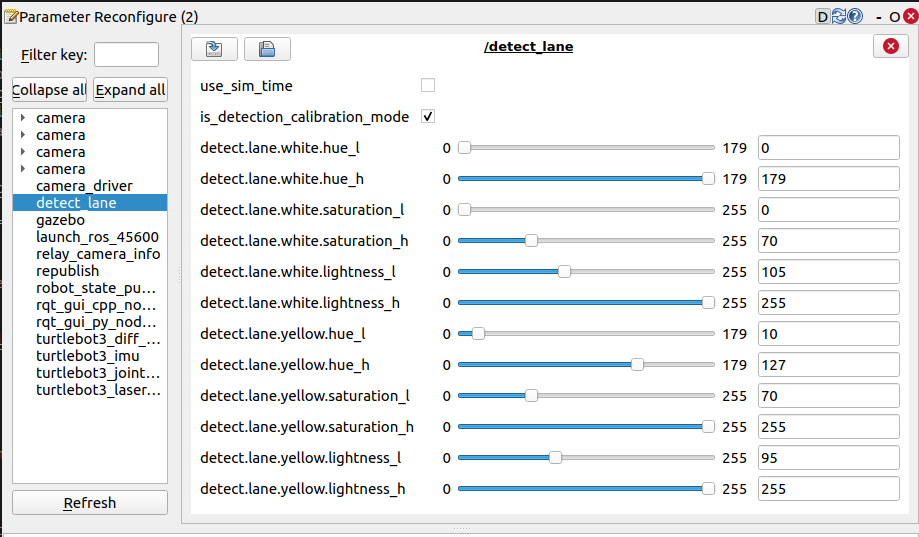 Parameter Reconfigure (2) D - O
Filter key:
Collapse all Expand all
camera
camera
camera
camera
camera_driver
detect_lane
gazebo
launch_ros_45600
relay_camera_info
republish
robot_state_pu...
rqt_gui_cpp_no...
rqt_gui_py_nod...
turtlebot3_diff_...
turtlebot3_imu
turtlebot3_joint...
turtlebot3_laser...
Refresh
/detect_lane
use_sim_time
is_detection_calibration_mode
detect.lane.white.hue_l 0 179 0
detect.lane.white.hue_h 0 179 179
detect.lane.white.saturation_l 0 255 0
detect.lane.white.saturation_h 0 255 70
detect.lane.white.lightness_l 0 255 105
detect.lane.white.lightness_h 0 255 255
detect.lane.yellow.hue_l 0 179 10
detect.lane.yellow.hue_h 0 179 127
detect.lane.yellow.saturation_l 0 255 70
detect.lane.yellow.saturation_h 0 255 255
detect.lane.yellow.lightness_l 0 255 95
detect.lane.yellow.lightness_h 0 255 255